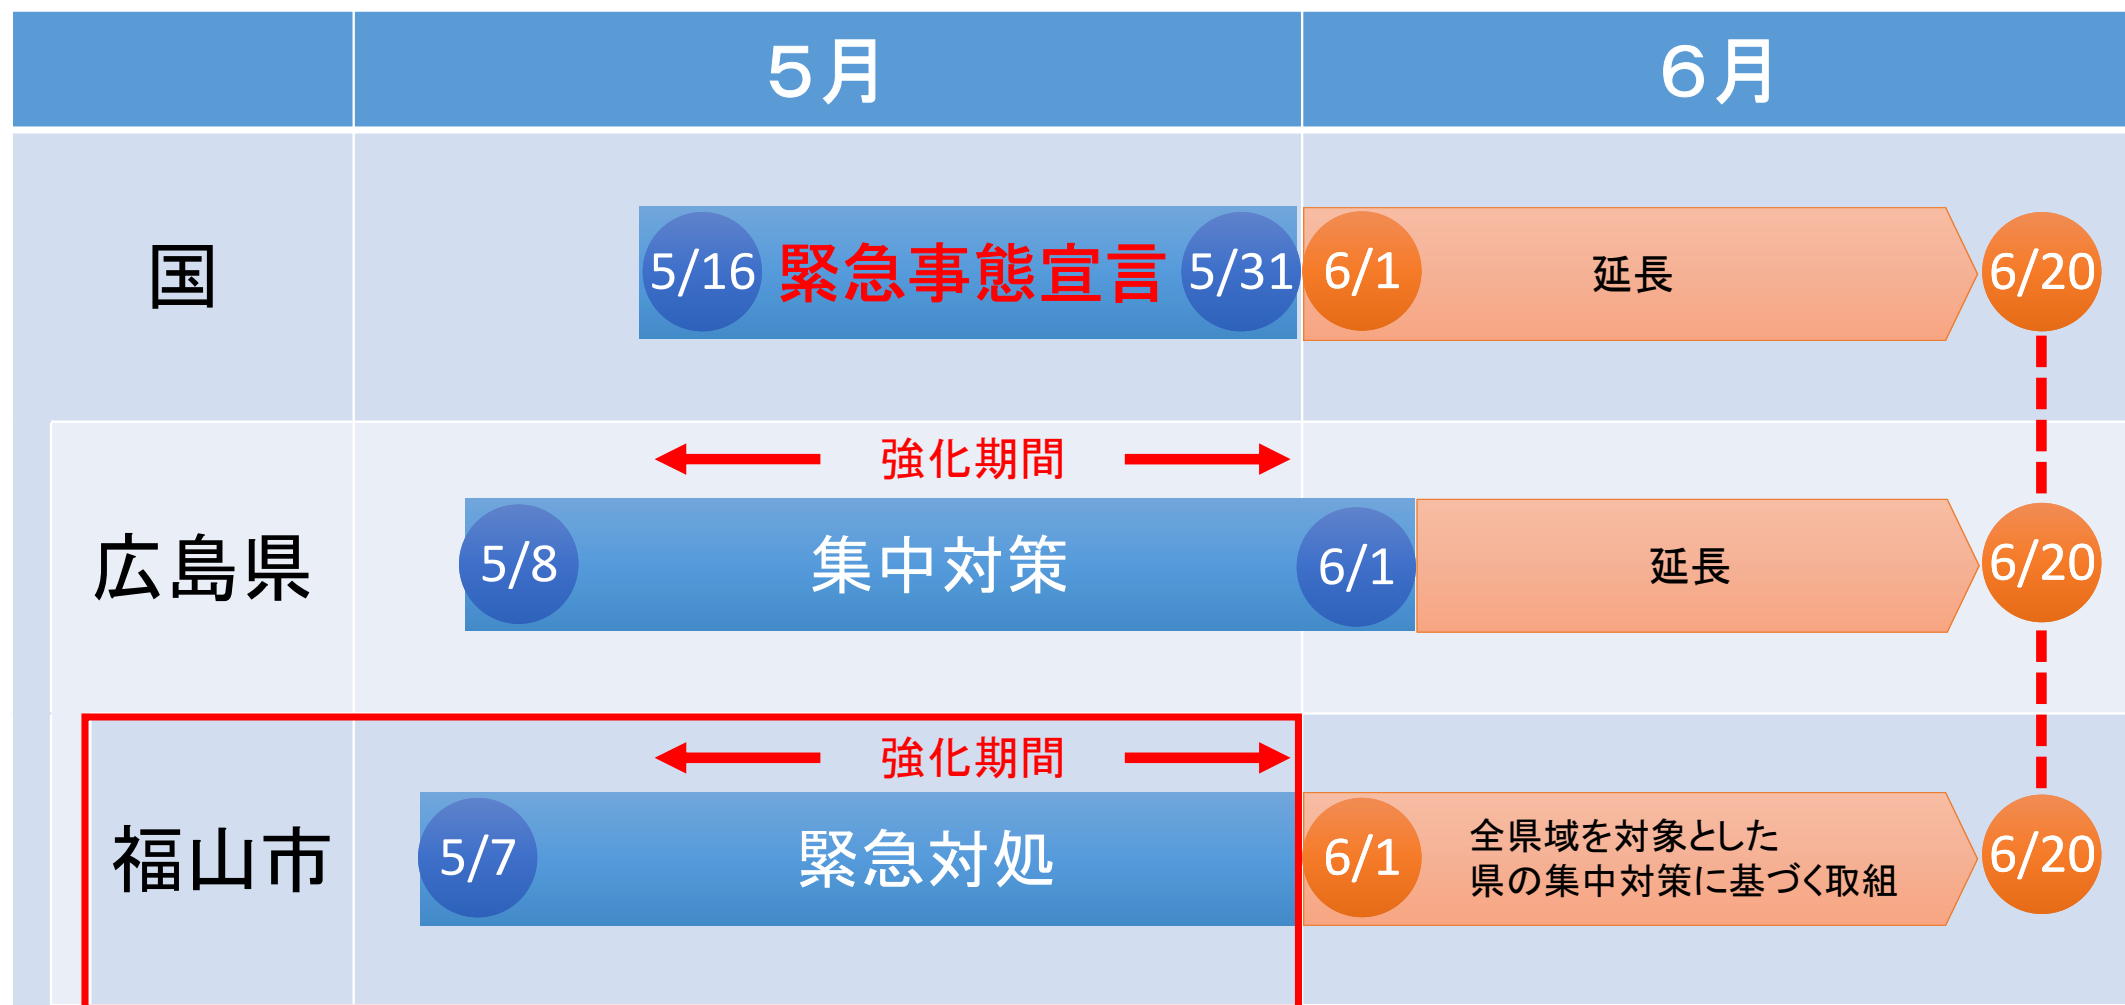 ５月
６月
国
5/16
緊急事態宣言
5/31
6/1
延長
6/20
強化期間
広島県
5/8
集中対策
6/1
延長
6/20
強化期間
福山市
5/7
緊急対処
6/1
全県域を対象とした
県の集中対策に基づく取組
6/20